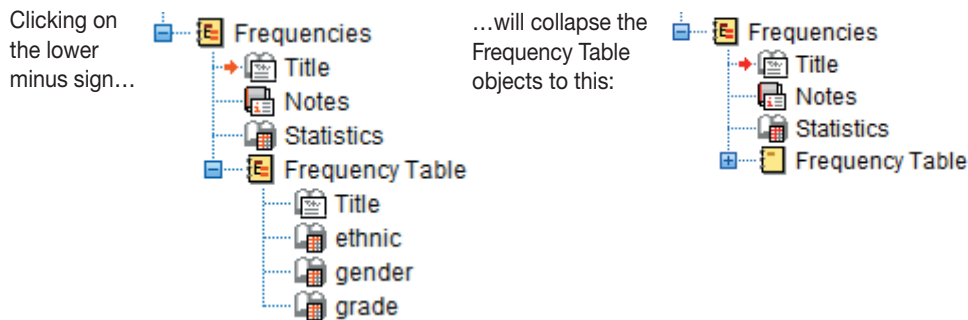 Clicking on
the lower
minus sign…
Frequencies
Title
Notes
Statistics
Frequency Table
Title
ethnic
gender
grade
…will collapse the
Frequency Table
objects to this:
Frequencies
Title
Notes
Statistics
Frequency Table